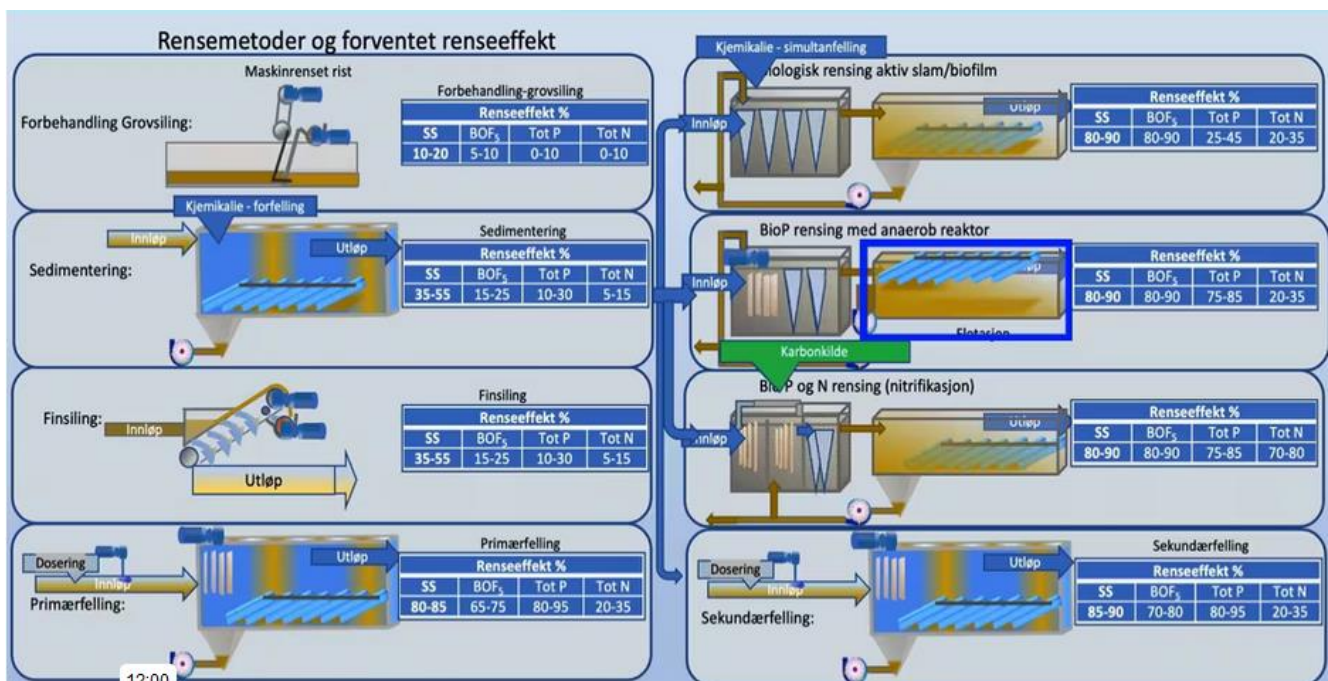 Rensemetoder og forventet renseeffekt
Maskinrenset rist
Forbehandling Grovsiling:
Forbehandling-grovsiling
Renseeffekt %
SS BOF₅ Tot P Tot N
10-20 5-10 0-10 0-10
Kjemikalie - forfelling
Innløp
Utløp
Sedimentering:
Sedimentering
Renseeffekt %
SS BOF₅ Tot P Tot N
35-55 15-25 10-30 5-15
Finsiling:
Innløp
Utløp
Finsiling
Renseeffekt %
SS BOF₅ Tot P Tot N
35-55 15-25 10-30 5-15
Dosering
Innløp
Utløp
Primærfelling:
Primærfelling
Renseeffekt %
SS BOF₅ Tot P Tot N
80-85 65-75 80-95 20-35
12:00
Kjemikalie - simultanfelling
rensing aktiv slam/biofilm
Innløp
Utløp
Renseeffekt %
SS BOF₅ Tot P Tot N
80-90 80-90 25-45 20-35
BioP rensing med anaerob reaktor
Innløp
Flotasjon
Renseeffekt %
SS BOF₅ Tot P Tot N
80-90 80-90 75-85 20-35
Karbonkilde
P og N rensing (nitrifikasjon)
Innløp
Utløp
Renseeffekt %
SS BOF₅ Tot P Tot N
80-90 80-90 75-85 70-80
Dosering
Innløp
Utløp
Sekundærfelling:
Sekundærfelling
Renseeffekt %
SS BOF₅ Tot P Tot N
85-90 70-80 80-95 20-35